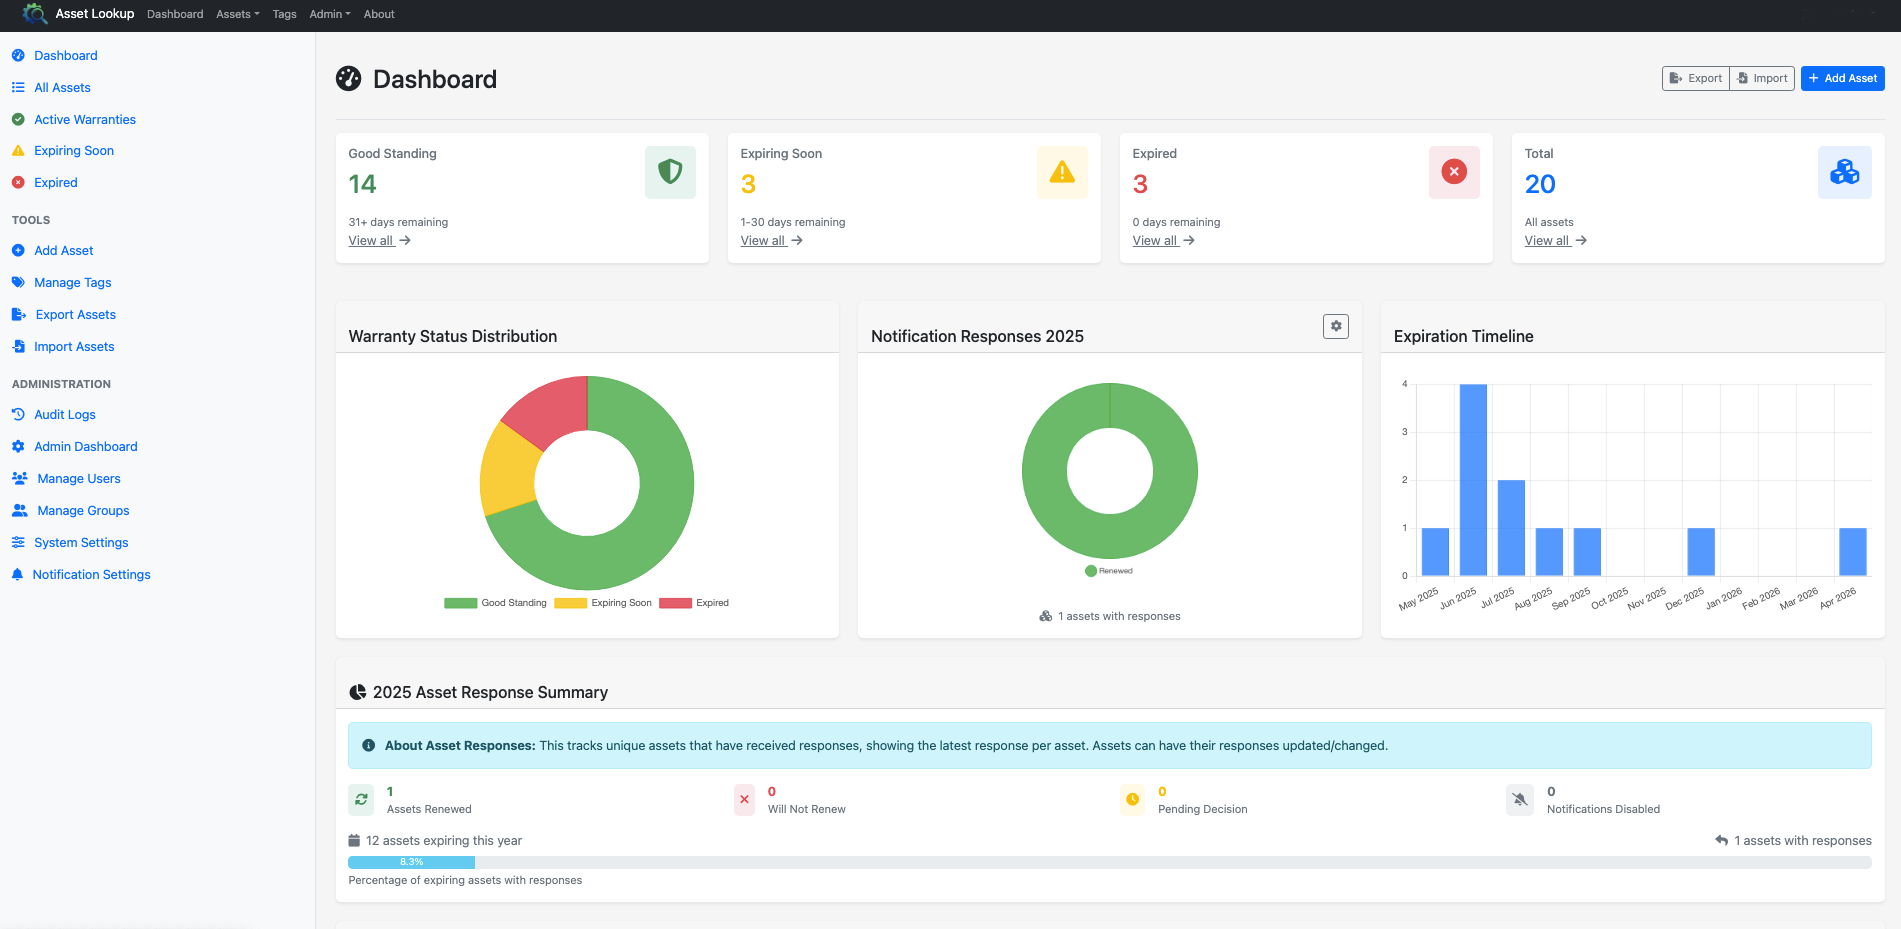 Asset Lookup Dashboard Assets Tags Admin About
Dashboard
All Assets
Active Warranties
Expiring Soon
Expired
TOOLS
Add Asset
Manage Tags
Export Assets
Import Assets
ADMINISTRATION
Audit Logs
Admin Dashboard
Manage Users
Manage Groups
System Settings
Notification Settings
Dashboard
Export Import Add Asset
Good Standing
14
31+ days remaining
View all
Expiring Soon
3
1-30 days remaining
View all
Expired
3
0 days remaining
View all
Total
20
All assets
View all
Warranty Status Distribution
Good Standing Expiring Soon Expired
Notification Responses 2025
Renewed
1 assets with responses
Expiration Timeline
4
3
2
1
0
May 2025 Jun 2025 Jul 2025 Aug 2025 Sep 2025 Oct 2025 Nov 2025 Dec 2025 Jan 2026 Feb 2026 Mar 2026 Apr 2026
2025 Asset Response Summary
About Asset Responses: This tracks unique assets that have received responses, showing the latest response per asset. Assets can have their responses updated/changed.
1
Assets Renewed
0
Will Not Renew
0
Pending Decision
0
Notifications Disabled
12 assets expiring this year
1 assets with responses
8.3%
Percentage of expiring assets with responses